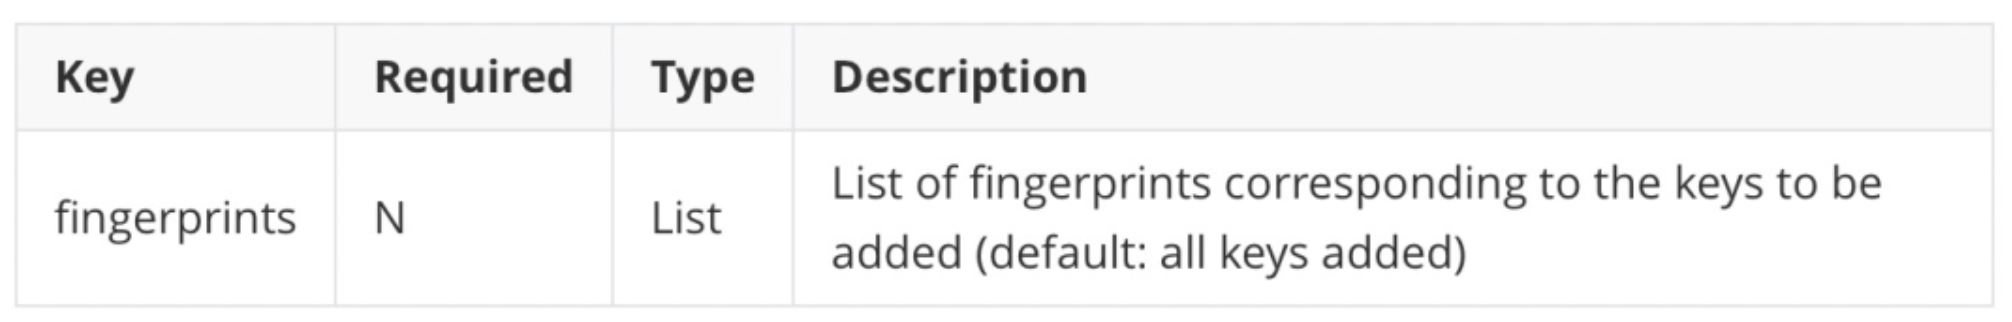 Key Required Type Description
fingerprints N List List of fingerprints corresponding to the keys to be
added (default: all keys added)